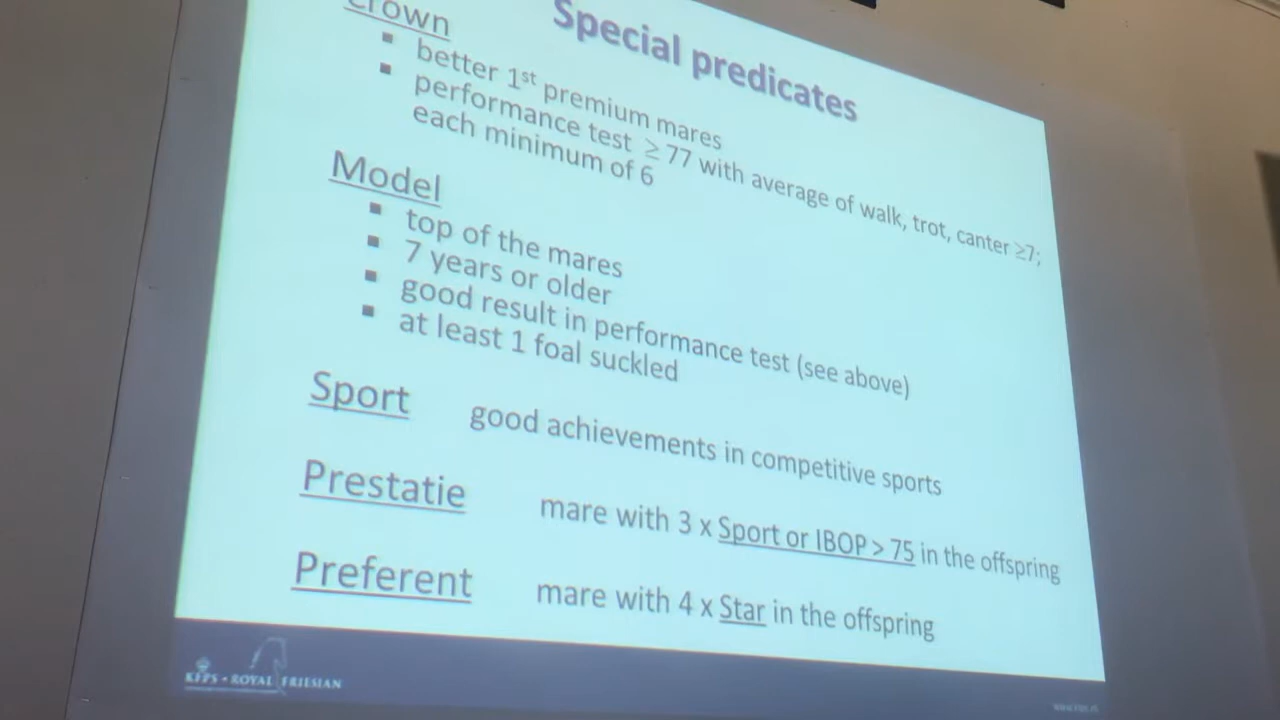 Special predicates
Crown
▪ better 1st premium mares
▪ performance test ≥ 77 with average of walk, trot, canter ≥7;
each minimum of 6
Model
▪ top of the mares
▪ 7 years or older
▪ good result in performance test (see above)
▪ at least 1 foal suckled
Sport good achievements in competitive sports
Prestatie mare with 3 x Sport or IBOP > 75 in the offspring
Preferent mare with 4 x Star in the offspring
KFPS - ROYAL FRIESIAN